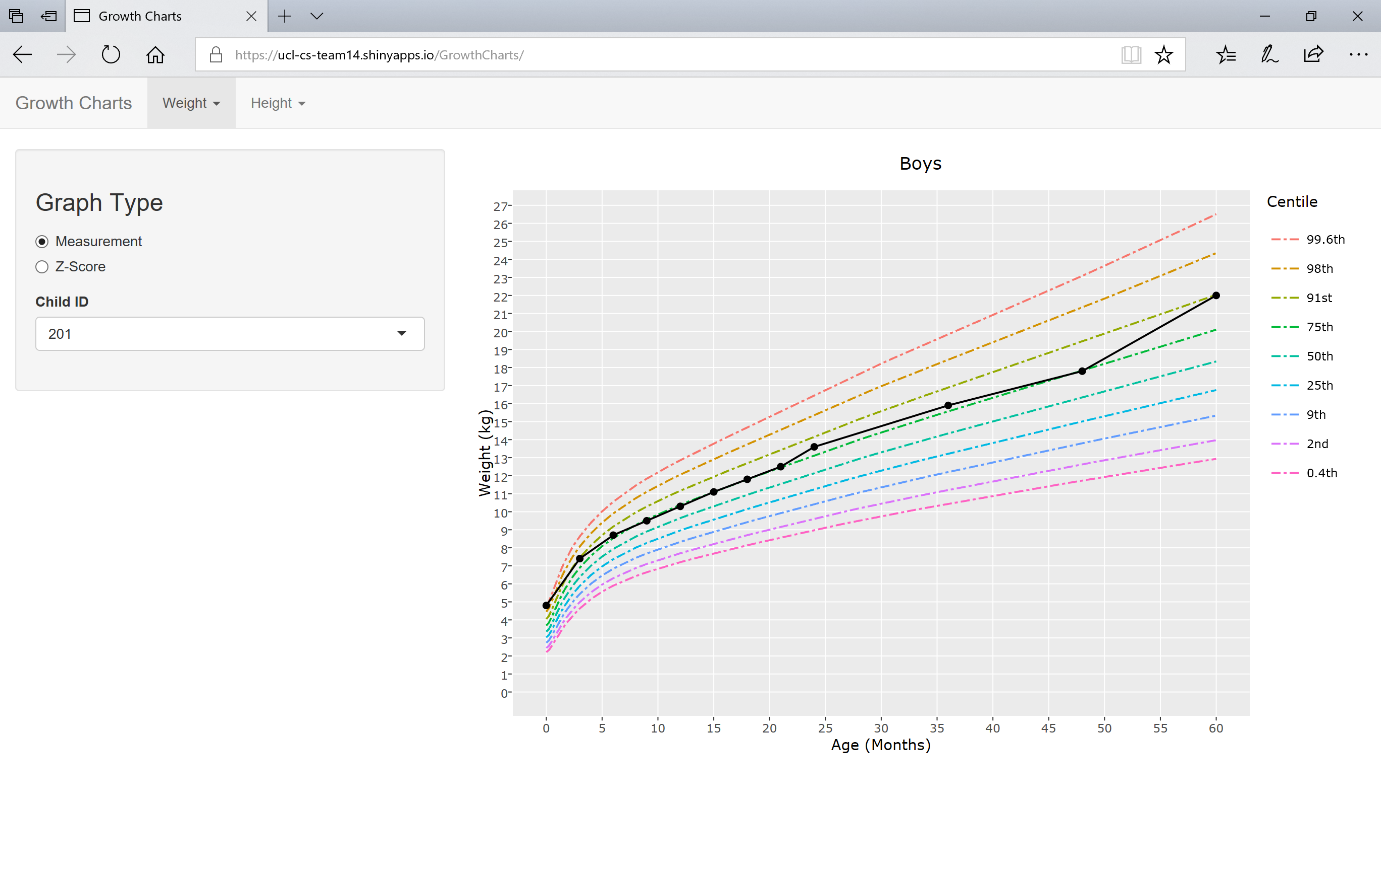 Growth Charts
https://ucl-cs-team14.shinyapps.io/GrowthCharts/
Growth Charts Weight Height
Graph Type
Measurement
Z-Score
Child ID
201
Boys
27
26
25
24
23
22
21
20
19
18
17
16
15
14
13
12
11
10
9
8
7
6
5
4
3
2
1
0
Weight (kg)
0 5 10 15 20 25 30 35 40 45 50 55 60
Age (Months)
Centile
99.6th
98th
91st
75th
50th
25th
9th
2nd
0.4th